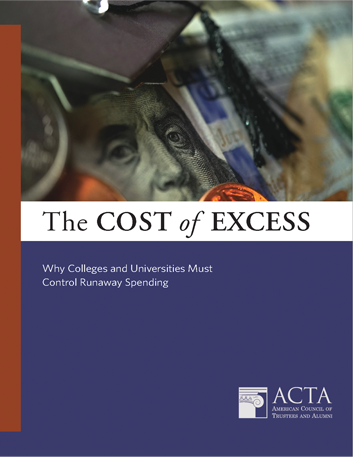 The COST of EXCESS
Why Colleges and Universities Must
Control Runaway Spending
ACTA
AMERICAN COUNCIL OF
TRUSTEES AND ALUMNI